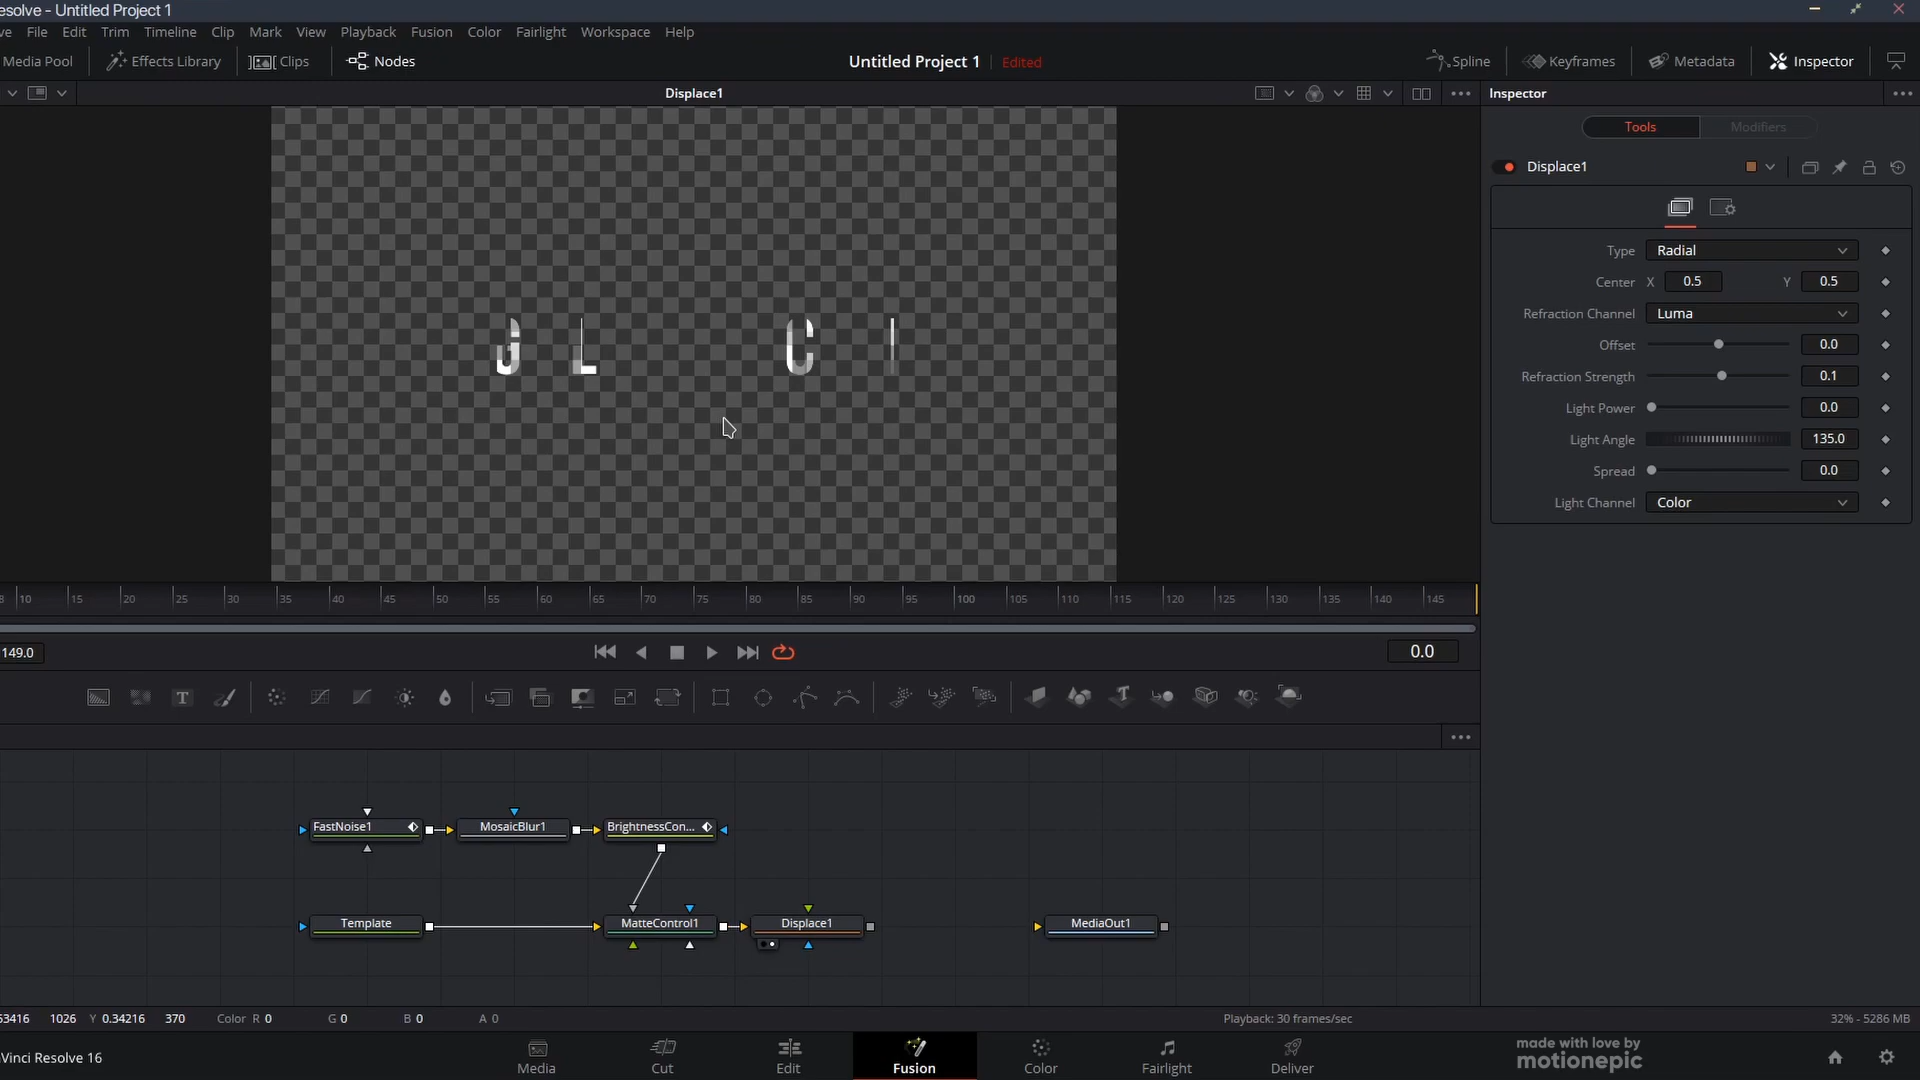 esolve - Untitled Project 1
ve File Edit Trim Timeline Clip Mark View Playback Fusion Color Fairlight Workspace Help
Media Pool Effects Library Clips Nodes Untitled Project 1 Edited Spline Keyframes Metadata Inspector
Displace1 Inspector
Tools Modifiers
Displace1
Type Radial
Center X 0.5 Y 0.5
Refraction Channel Luma
Offset 0.0
Refraction Strength 0.1
Light Power 0.0
Light Angle 135.0
Spread 0.0
Light Channel Color
J L C I
8 10 15 20 25 30 35 40 45 50 55 60 65 70 75 80 85 90 95 100 105 110 115 120 125 130 135 140 145
149.0 0.0
FastNoise1 MosaicBlur1 BrightnessCon...
Template MatteControl1 Displace1 MediaOut1
53416 1026 Y 0.34216 370 Color R 0 G 0 B 0 A 0 Playback: 30 frames/sec 32% - 5286 MB
aVinci Resolve 16 Media Cut Edit Fusion Color Fairlight Deliver
made with love by
motionepic